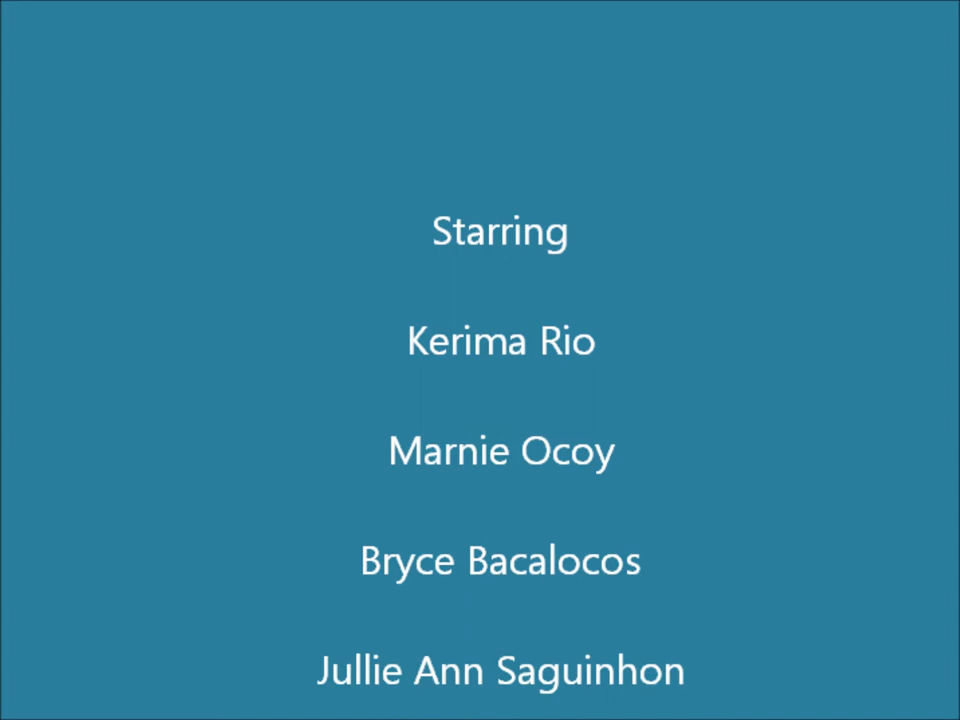 Starring
Kerima Rio
Marnie Ocoy
Bryce Bacalocos
Jullie Ann Saguinhon